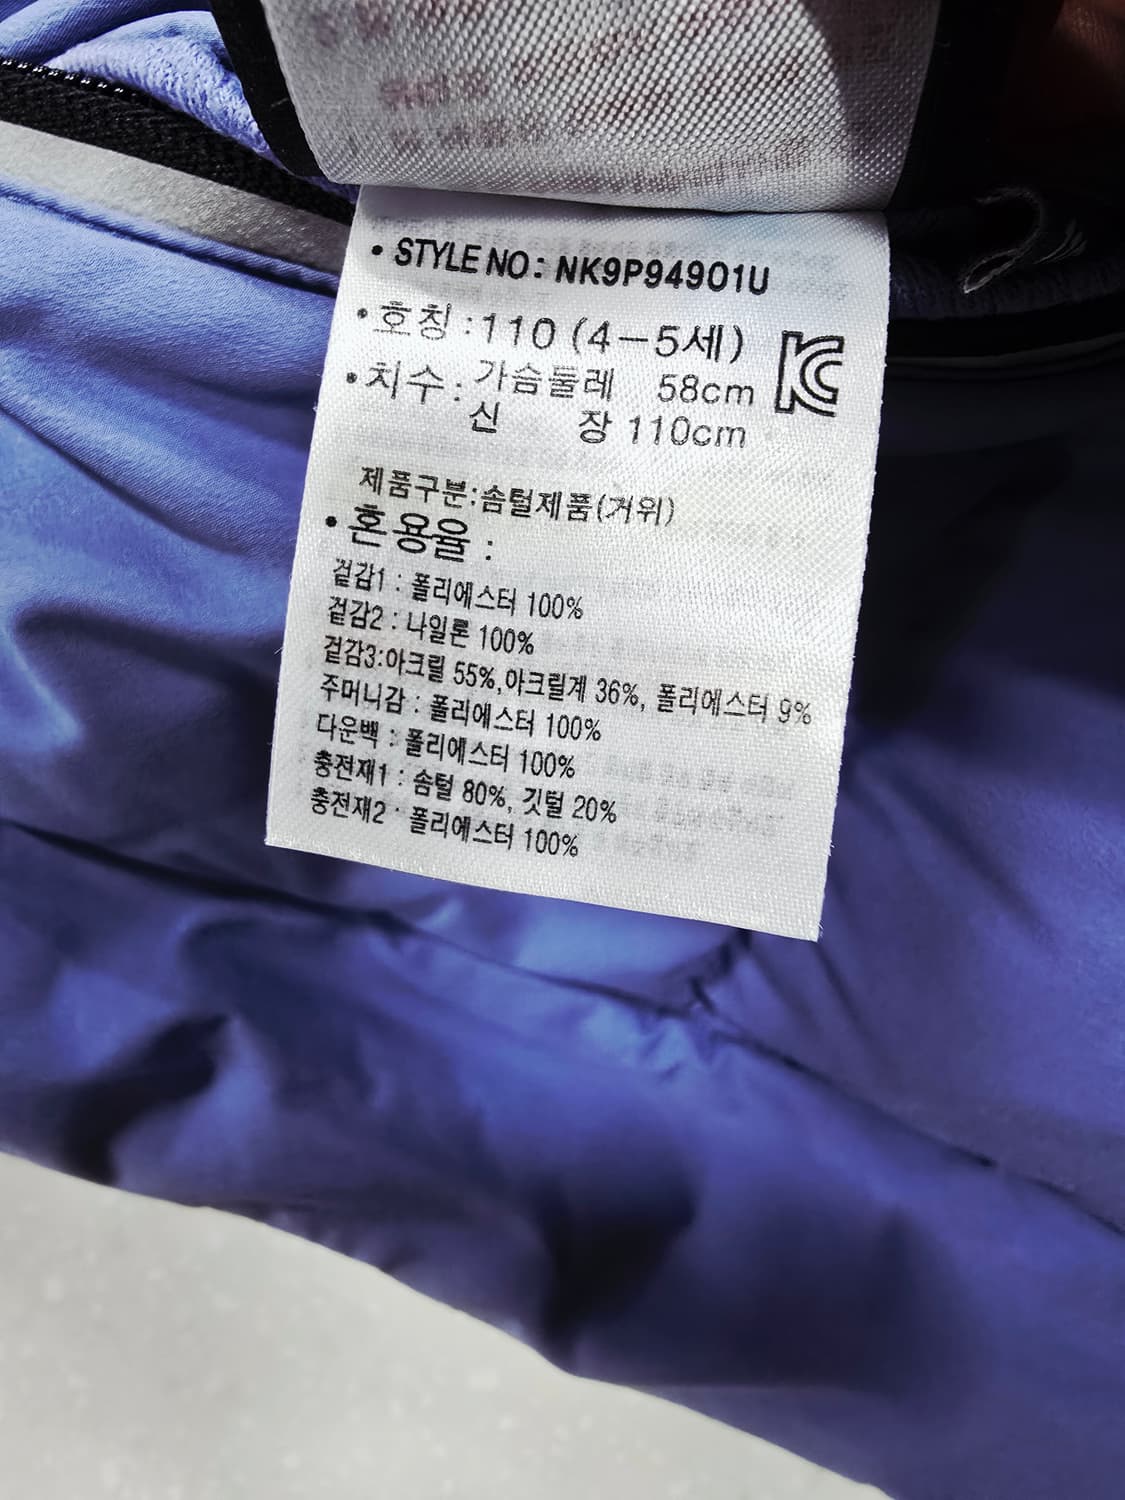 • STYLE NO : NK9P94901U
• 호칭 : 110 (4-5세)
• 치수 : 가슴둘레 58cm
신 장 110cm
KC
제품구분:솜털제품(거위)
• 혼용율 :
겉감1 : 폴리에스터 100%
겉감2 : 나일론 100%
겉감3:아크릴 55%,아크릴계 36%, 폴리에스터 9%
주머니감 : 폴리에스터 100%
다운백 : 폴리에스터 100%
충전재1 : 솜털 80%, 깃털 20%
충전재2 : 폴리에스터 100%